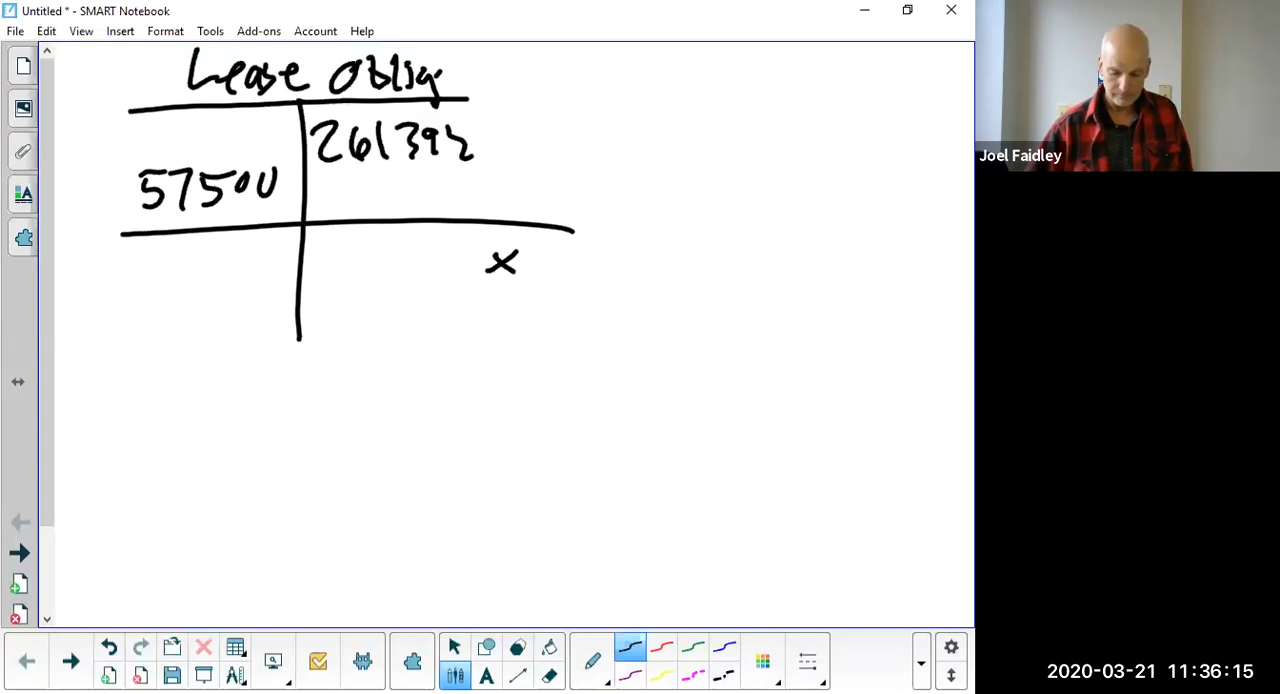 Untitled * - SMART Notebook
File Edit View Insert Format Tools Add-ons Account Help
Lease Oblig
261392
57500
x
Joel Faidley
2020-03-21 11:36:15